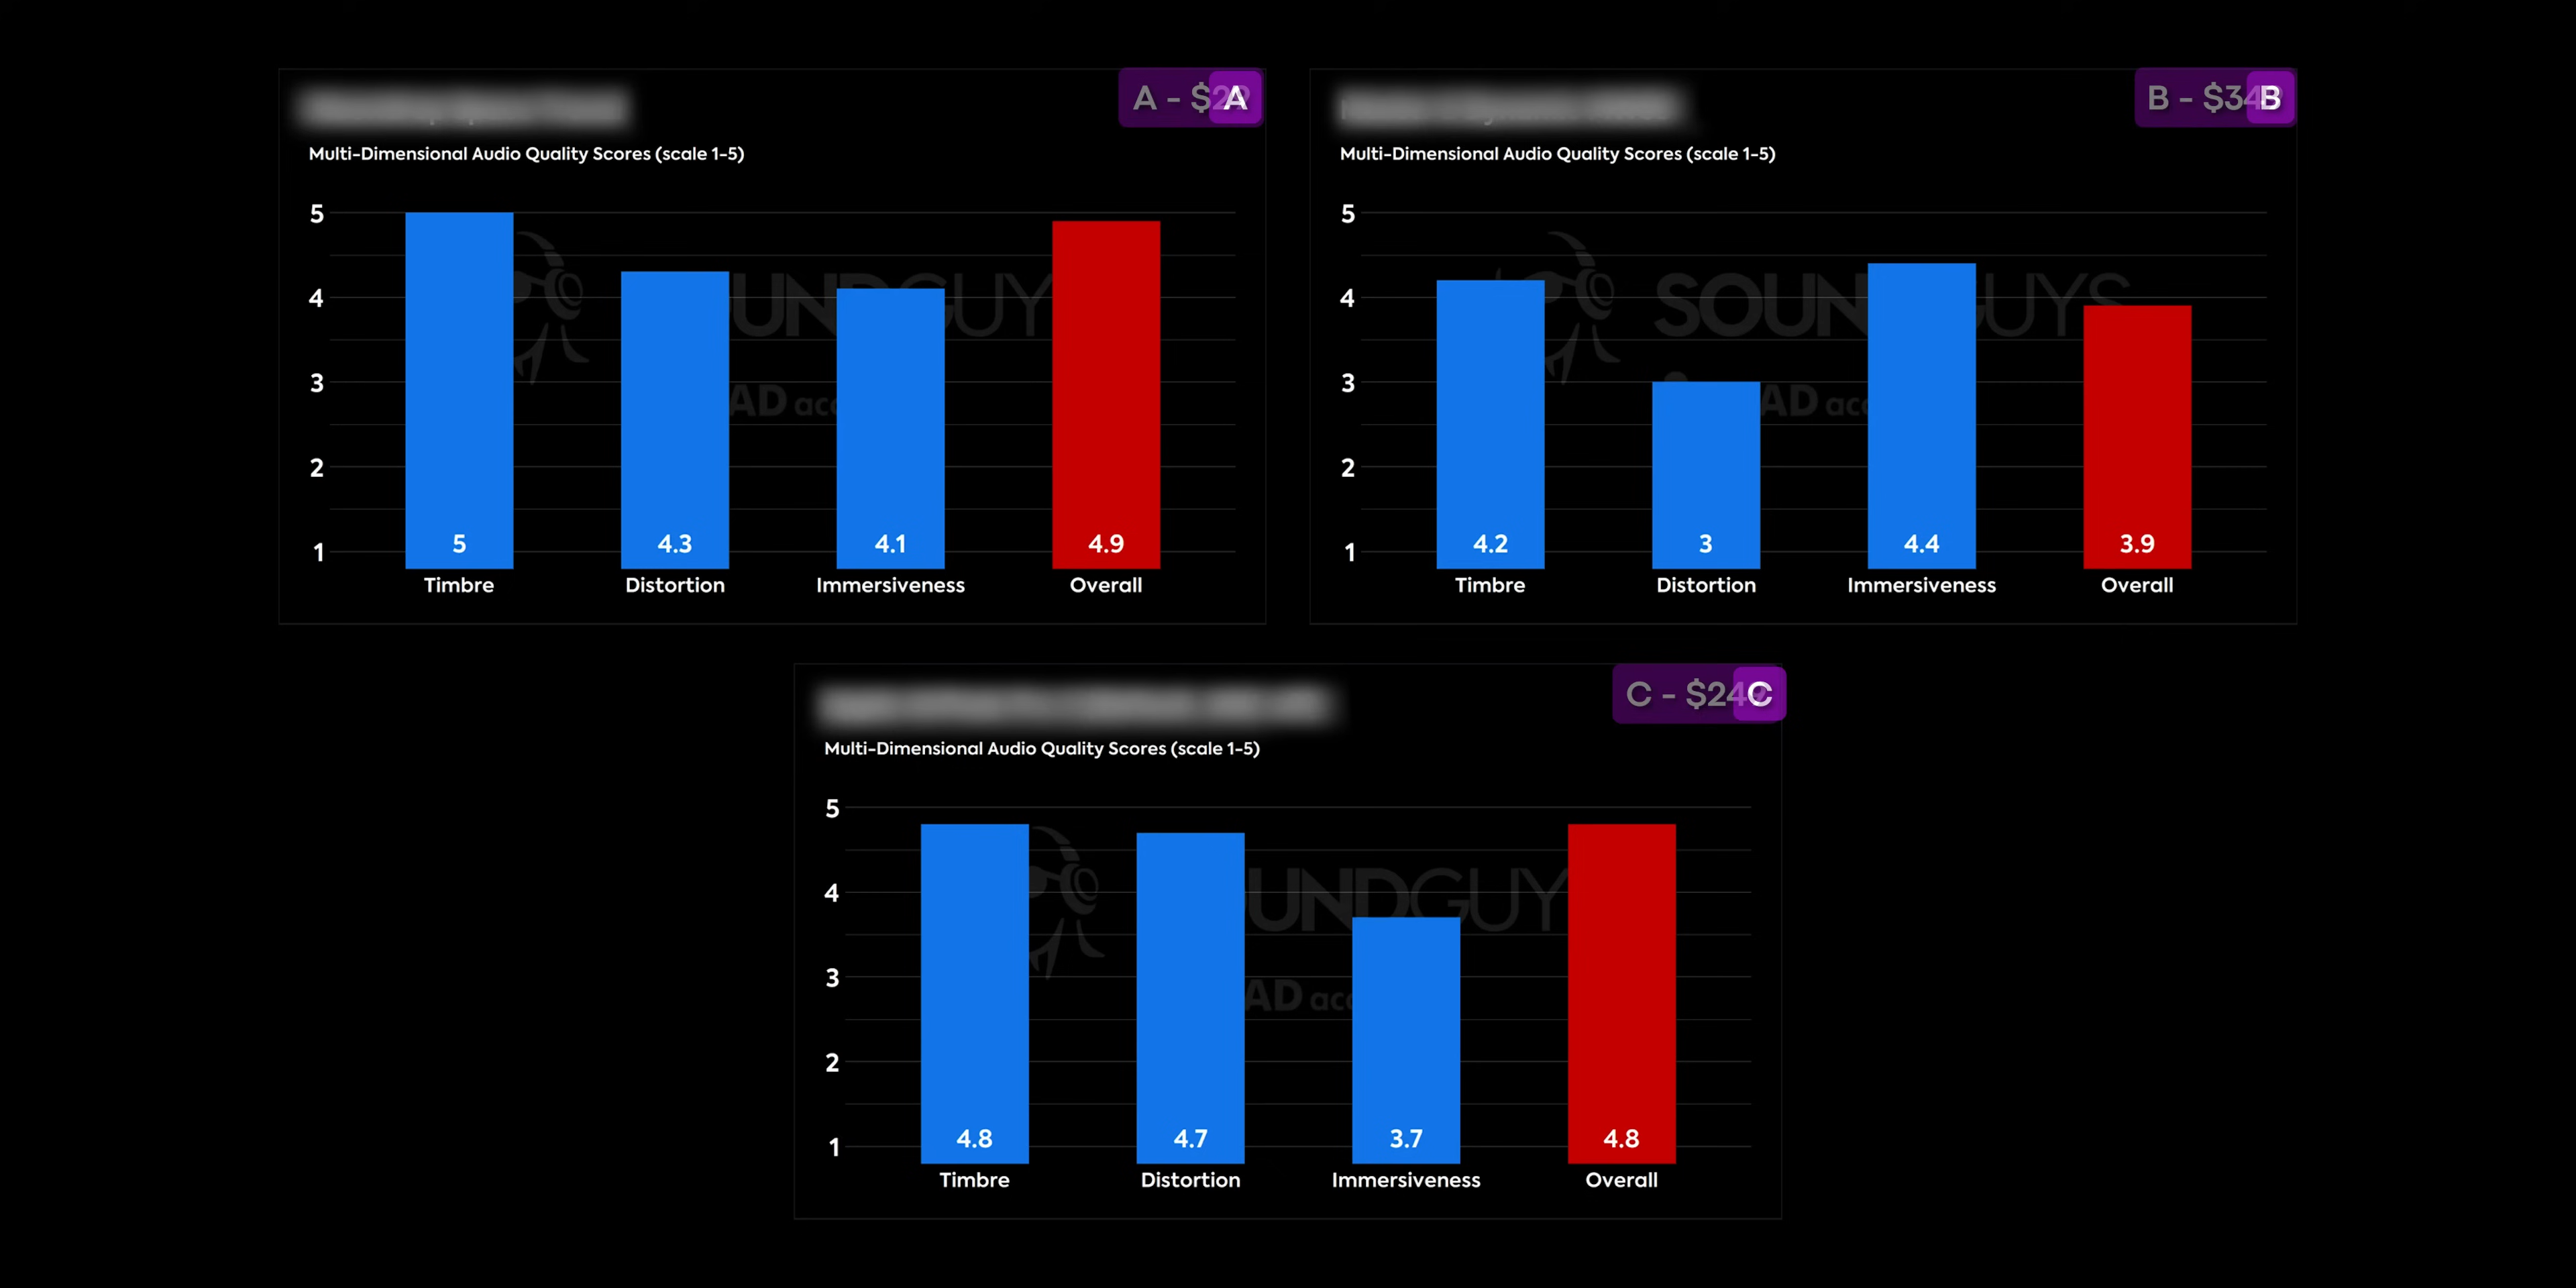 A
Multi-Dimensional Audio Quality Scores (scale 1-5)
5
4
3
2
1
5 4.3 4.1 4.9
Timbre Distortion Immersiveness Overall
B
Multi-Dimensional Audio Quality Scores (scale 1-5)
SOUNDGUYS
5
4
3
2
1
4.2 3 4.4 3.9
Timbre Distortion Immersiveness Overall
C
Multi-Dimensional Audio Quality Scores (scale 1-5)
5
4
3
2
1
4.8 4.7 3.7 4.8
Timbre Distortion Immersiveness Overall